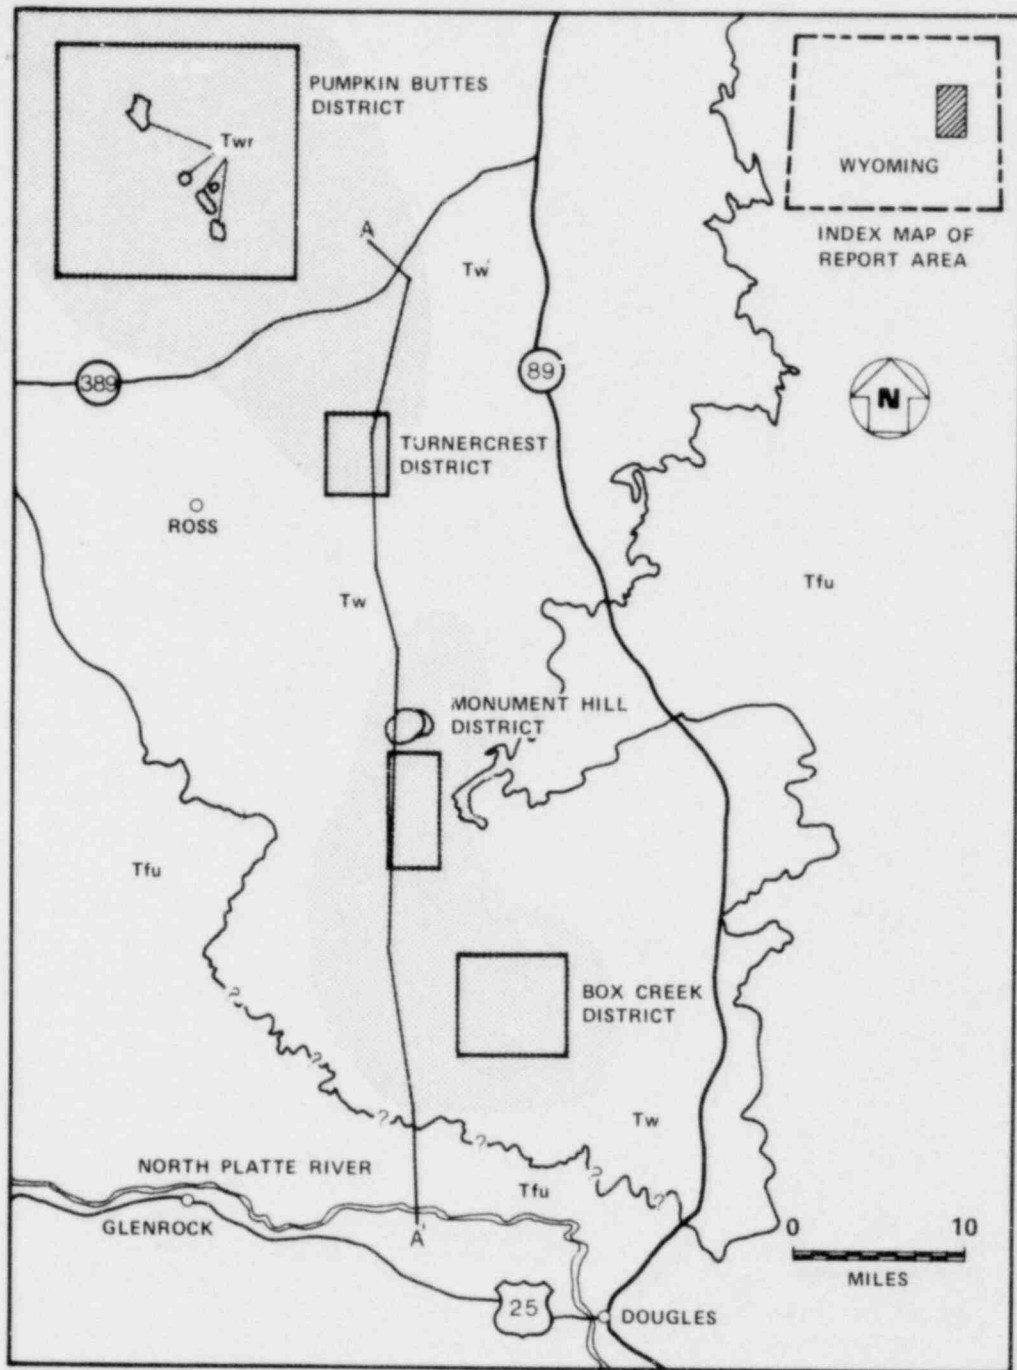 PUMPKIN BUTTES
DISTRICT
Twr
WYOMING
INDEX MAP OF
REPORT AREA
A
Tw
389
89
N
TURNERCREST
DISTRICT
ROSS
Tfu
Tw
MONUMENT HILL
DISTRICT
Tfu
BOX CREEK
DISTRICT
?
?
?
?
?
Tw
NORTH PLATTE RIVER
Tfu
GLENROCK
A'
0 10
MILES
25
DOUGLES